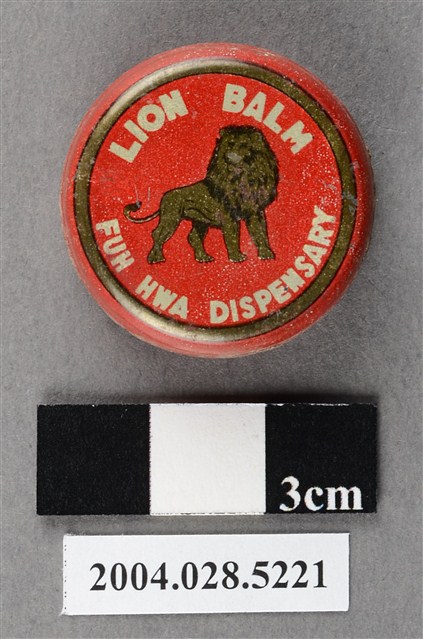 LION BALM
FUH HWA DISPENSARY
3cm
2004.028.5221